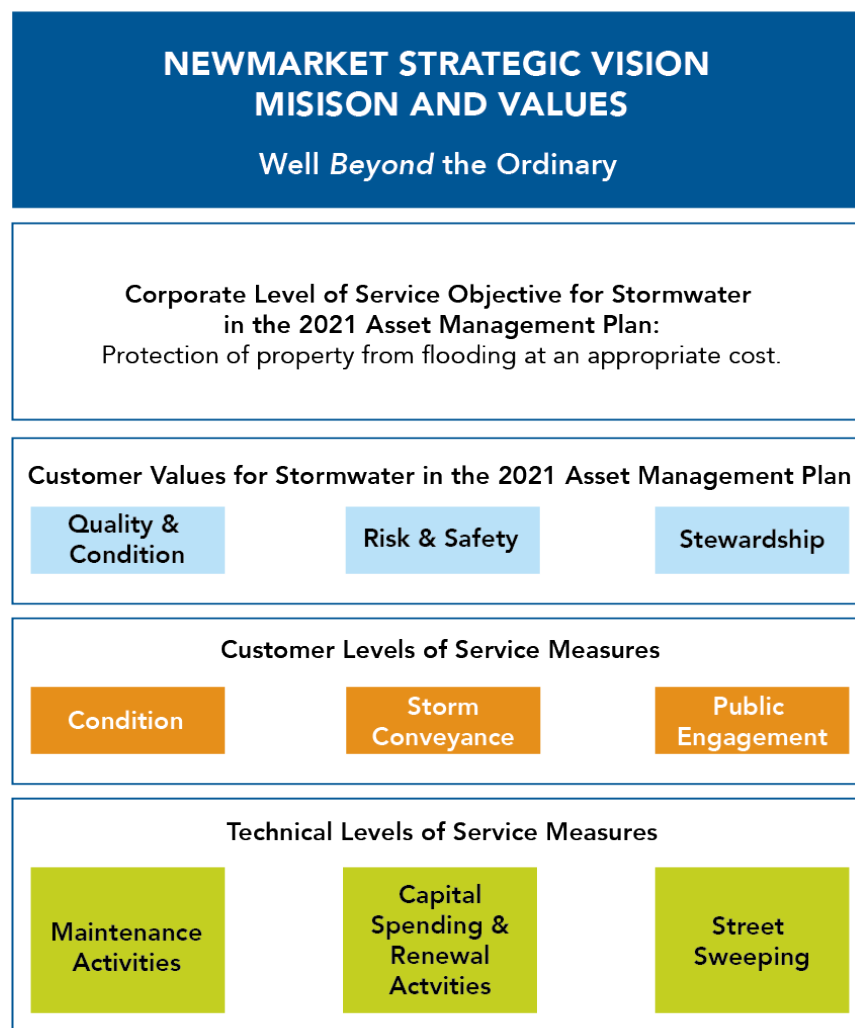 NEWMARKET STRATEGIC VISION
MISISON AND VALUES
Well Beyond the Ordinary
Corporate Level of Service Objective for Stormwater
in the 2021 Asset Management Plan:
Protection of property from flooding at an appropriate cost.
Customer Values for Stormwater in the 2021 Asset Management Plan
Quality &
Condition
Risk & Safety
Stewardship
Customer Levels of Service Measures
Condition
Storm
Conveyance
Public
Engagement
Technical Levels of Service Measures
Maintenance
Activities
Capital
Spending &
Renewal
Actvities
Street
Sweeping